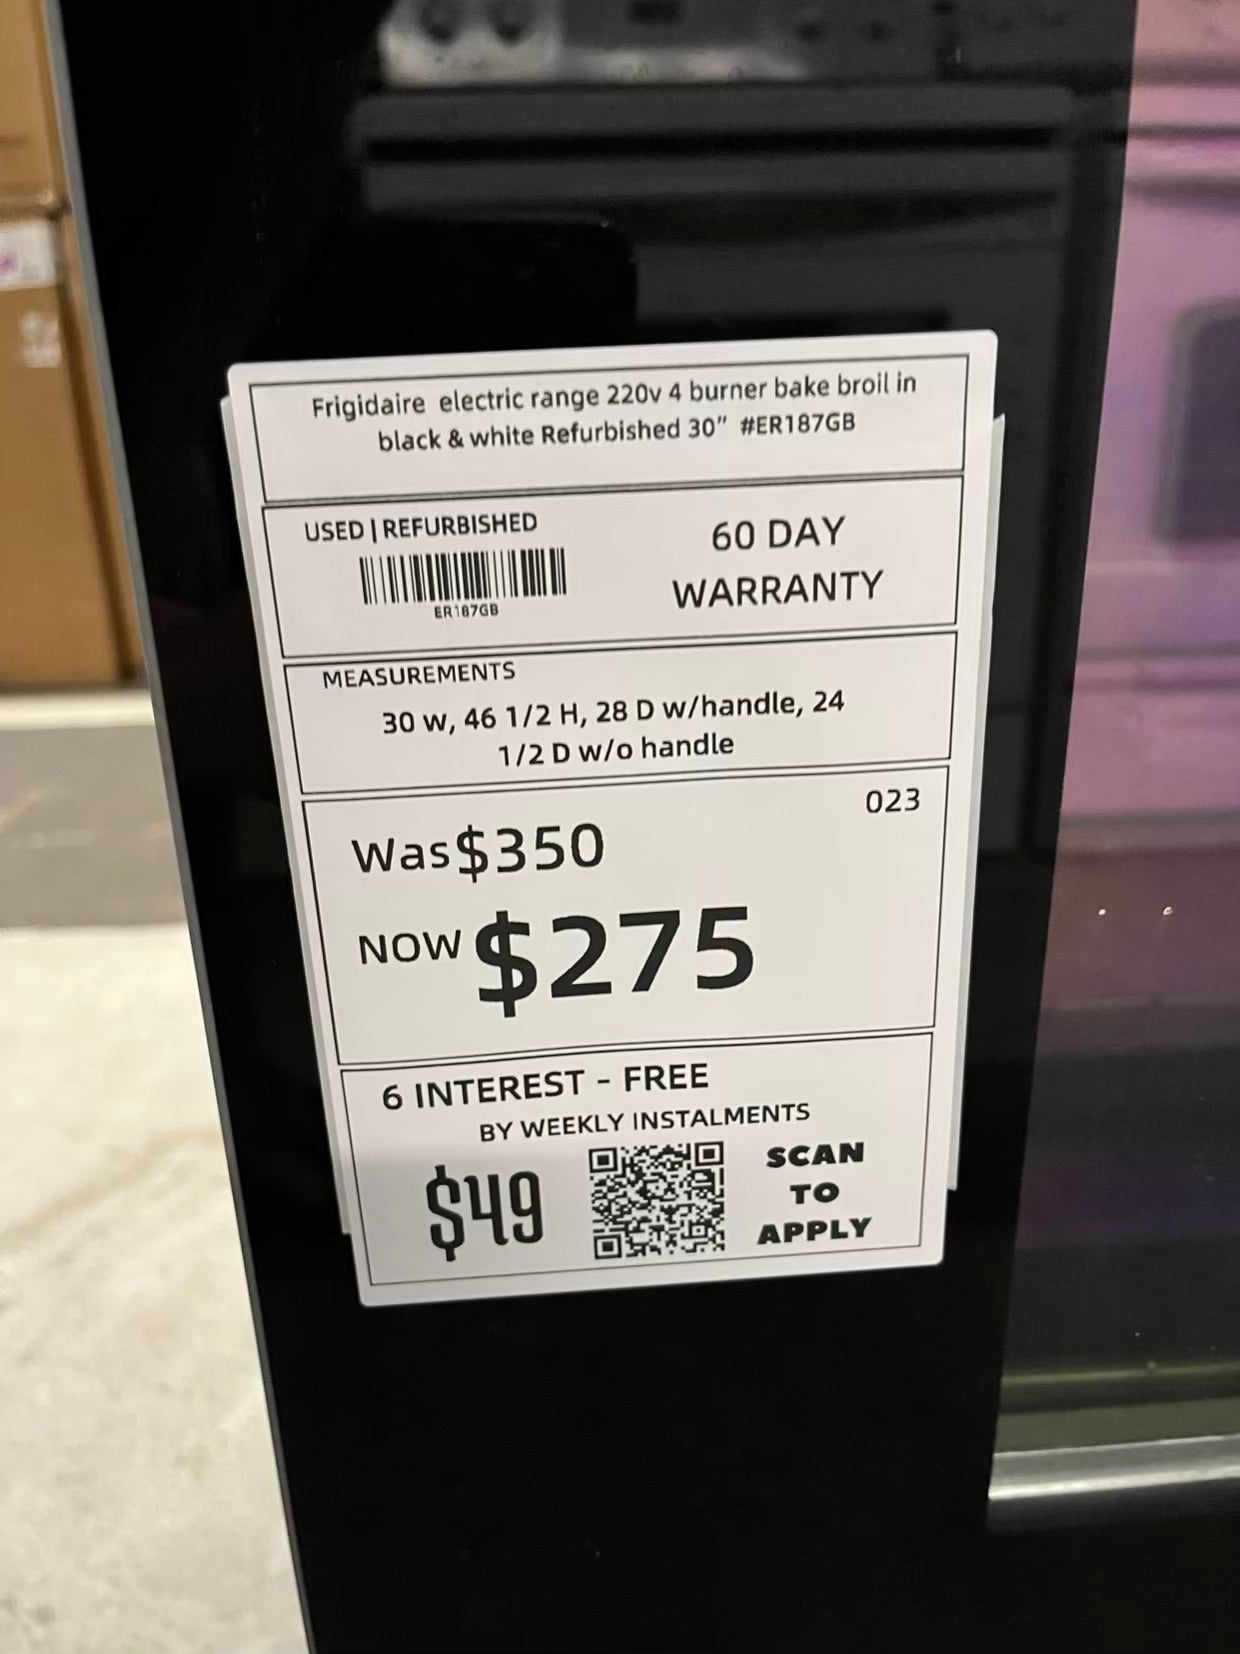 Frigidaire electric range 220v 4 burner bake broil in
black & white Refurbished 30" #ER187GB
USED | REFURBISHED
ER187GB
60 DAY
WARRANTY
MEASUREMENTS
30 w, 46 1/2 H, 28 D w/handle, 24
1/2 D w/o handle
023
Was $350
NOW $275
6 INTEREST - FREE
BY WEEKLY INSTALMENTS
$49
SCAN
TO
APPLY